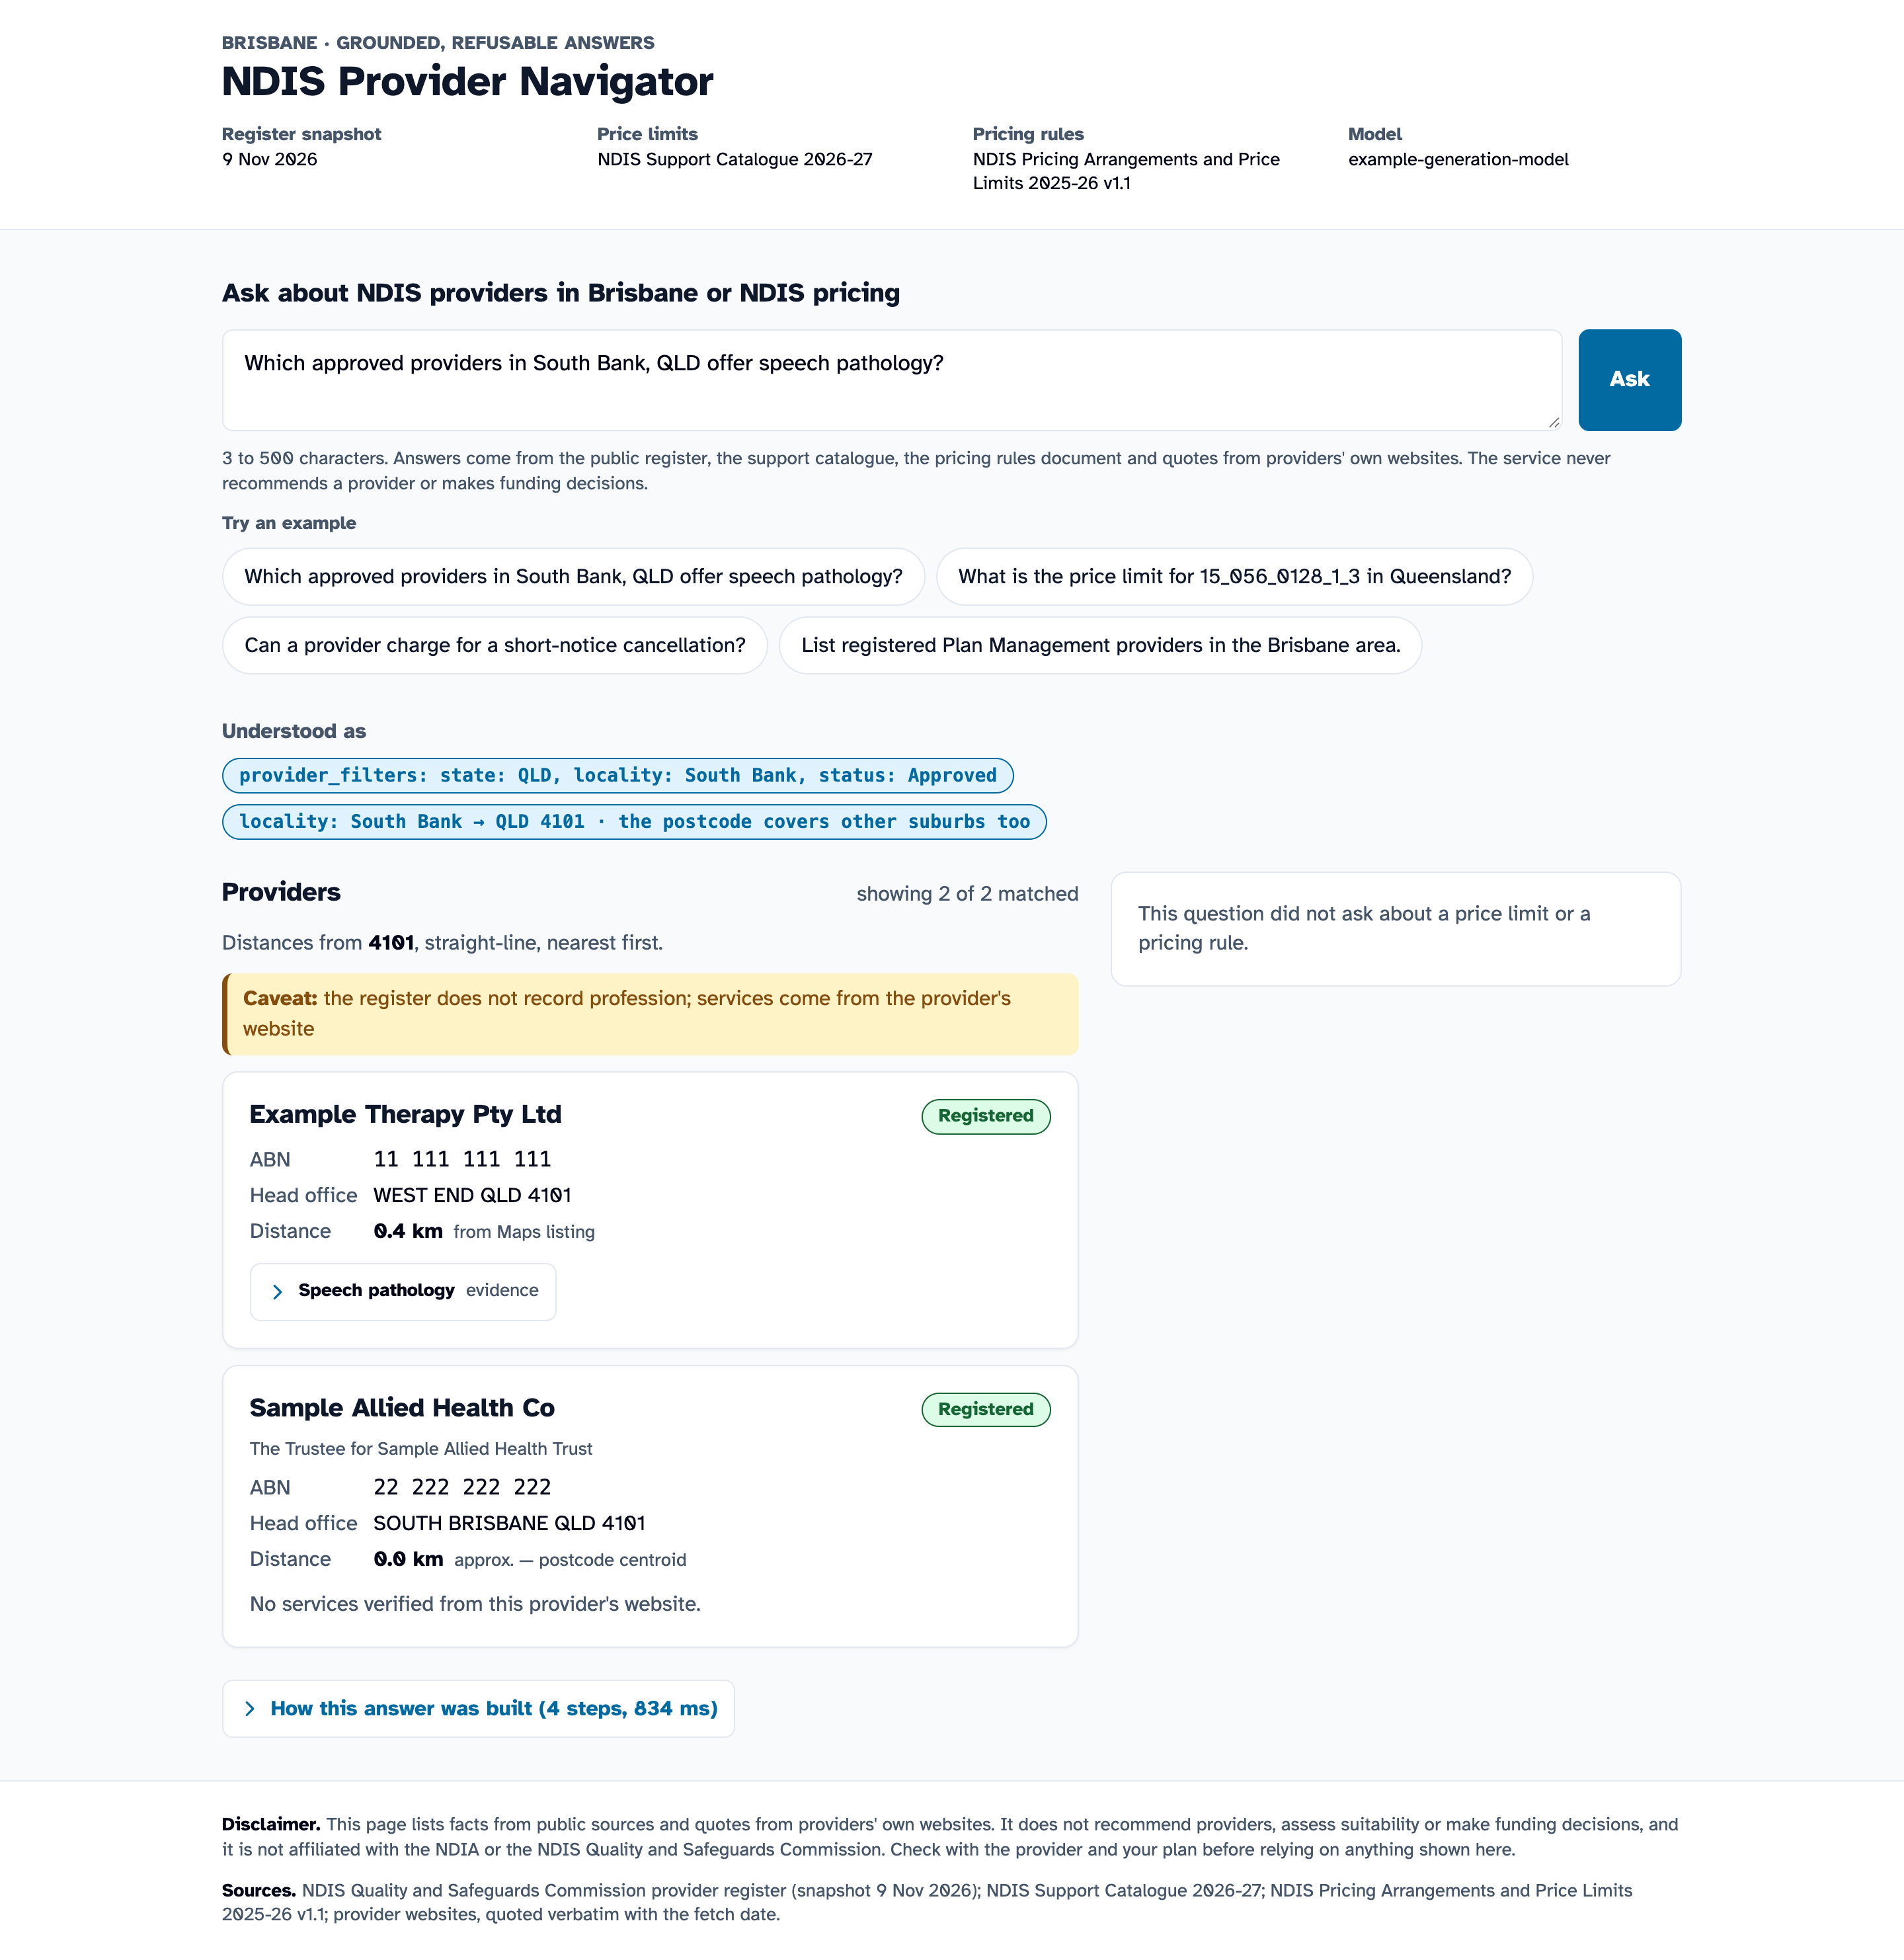 BRISBANE · GROUNDED, REFUSABLE ANSWERS
NDIS Provider Navigator
Register snapshot
9 Nov 2026
Price limits
NDIS Support Catalogue 2026-27
Pricing rules
NDIS Pricing Arrangements and Price
Limits 2025-26 v1.1
Model
example-generation-model
Ask about NDIS providers in Brisbane or NDIS pricing
Which approved providers in South Bank, QLD offer speech pathology?
Ask
3 to 500 characters. Answers come from the public register, the support catalogue, the pricing rules document and quotes from providers' own websites. The service never
recommends a provider or makes funding decisions.
Try an example
Which approved providers in South Bank, QLD offer speech pathology?
What is the price limit for 15_056_0128_1_3 in Queensland?
Can a provider charge for a short-notice cancellation?
List registered Plan Management providers in the Brisbane area.
Understood as
provider_filters: state: QLD, locality: South Bank, status: Approved
locality: South Bank → QLD 4101 · the postcode covers other suburbs too
Providers
showing 2 of 2 matched
Distances from 4101, straight-line, nearest first.
Caveat: the register does not record profession; services come from the provider's
website
Example Therapy Pty Ltd
Registered
ABN 11 111 111 111
Head office WEST END QLD 4101
Distance 0.4 km from Maps listing
Speech pathology evidence
Sample Allied Health Co
Registered
The Trustee for Sample Allied Health Trust
ABN 22 222 222 222
Head office SOUTH BRISBANE QLD 4101
Distance 0.0 km approx. — postcode centroid
No services verified from this provider's website.
This question did not ask about a price limit or a
pricing rule.
How this answer was built (4 steps, 834 ms)
Disclaimer. This page lists facts from public sources and quotes from providers' own websites. It does not recommend providers, assess suitability or make funding decisions, and
it is not affiliated with the NDIA or the NDIS Quality and Safeguards Commission. Check with the provider and your plan before relying on anything shown here.
Sources. NDIS Quality and Safeguards Commission provider register (snapshot 9 Nov 2026); NDIS Support Catalogue 2026-27; NDIS Pricing Arrangements and Price Limits
2025-26 v1.1; provider websites, quoted verbatim with the fetch date.